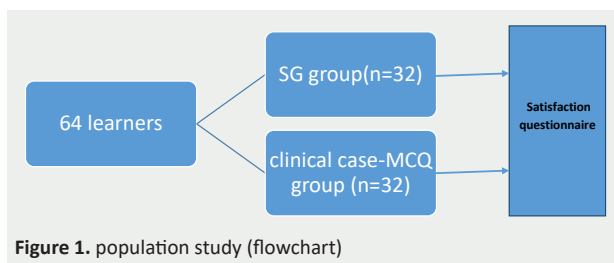 64 learners
SG group(n=32)
clinical case-MCQ
group (n=32)
Satisfaction
questionnaire
Figure 1. population study (flowchart)